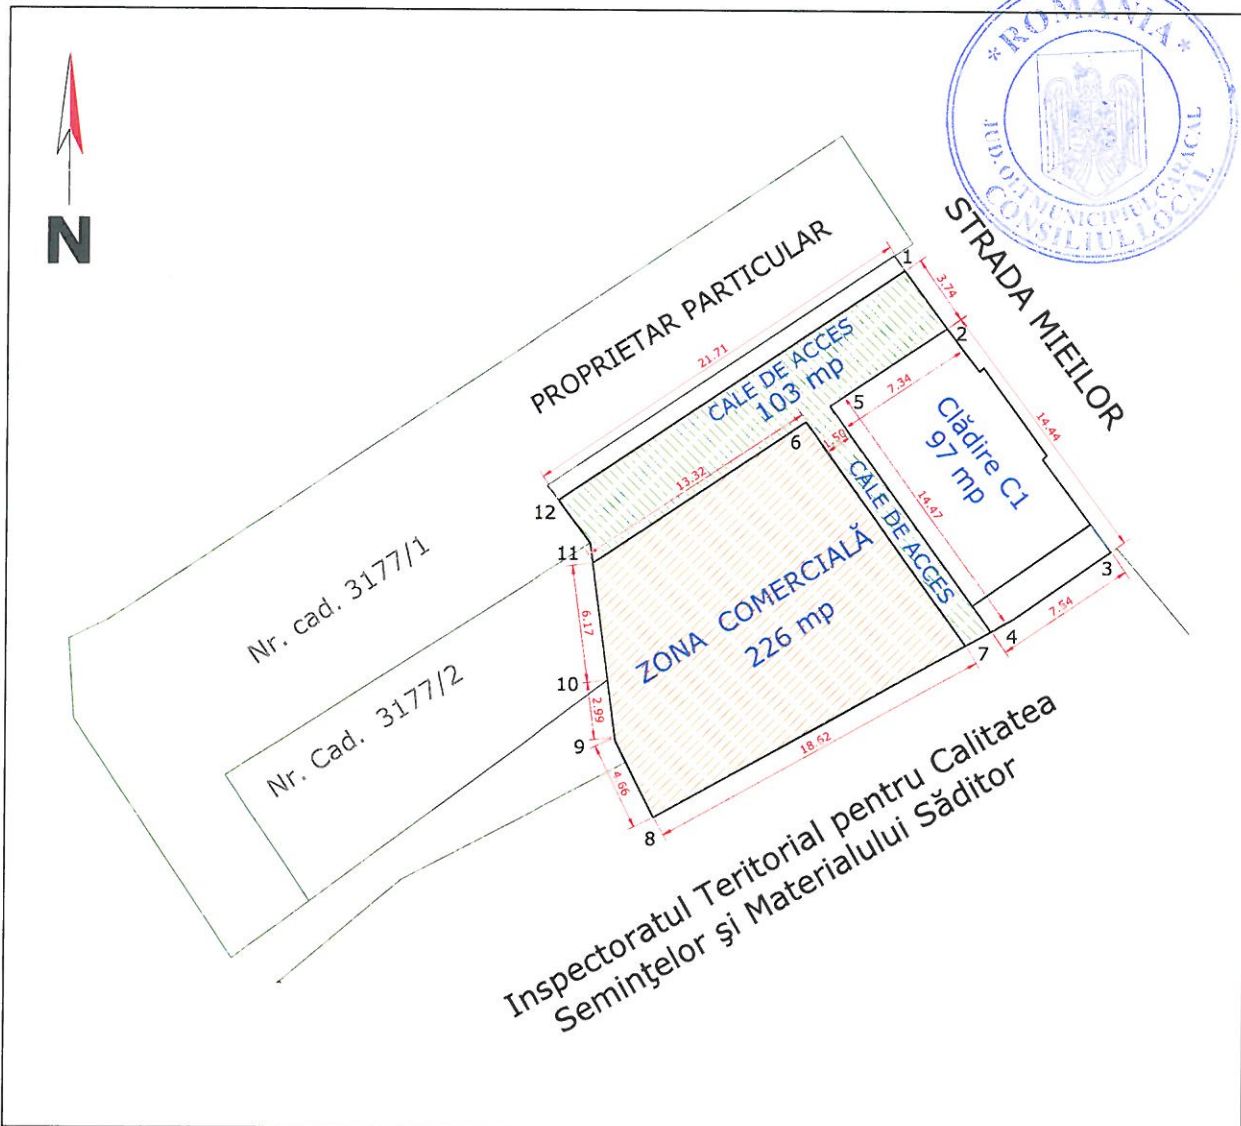 * ROMÂNIA *
JUD. OLT MUNICIPIUL CARACAL
CONSILIUL LOCAL
N
STRADA MIEILOR
PROPRIETAR PARTICULAR
1
3.74
2
21.71
CALE DE ACCES
103 mp
7.34
5
14.44
Clădire C1
97 mp
6
1.50
13.32
CALE DE ACCES
14.47
12
11
3
7.54
4
7
Nr. cad. 3177/1
6.17
ZONA COMERCIALĂ
226 mp
10
2.99
9
4.66
8
18.62
Nr. Cad. 3177/2
Inspectoratul Teritorial pentru Calitatea
Seminţelor şi Materialului Săditor